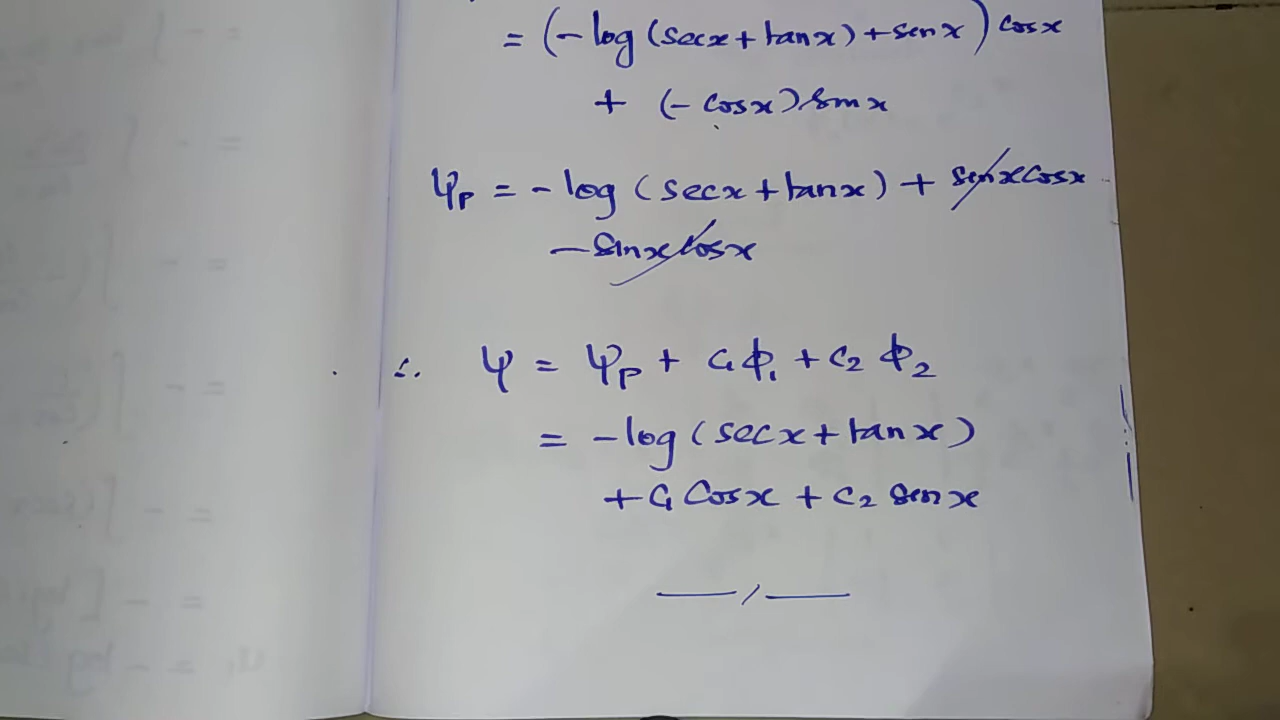 = (-log(secx+tanx)+sinx) cosx
+ (-cosx)sinx
ψp = -log(secx+tanx) + sinxcosx
-sinxcosx
∴ ψ = ψp + c₁ϕ₁ + c₂ϕ₂
= -log(secx+tanx)
+c₁ cosx + c₂ sinx